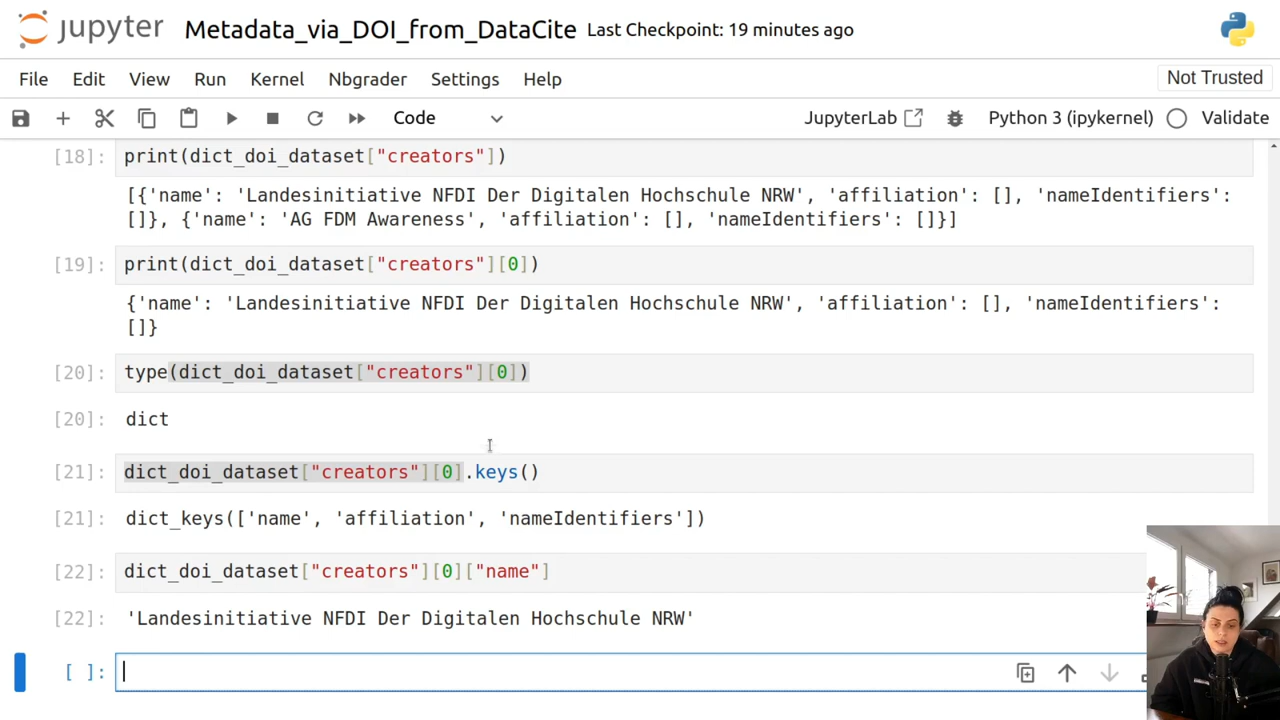 jupyter Metadata_via_DOI_from_DataCite Last Checkpoint: 19 minutes ago
File Edit View Run Kernel Nbgrader Settings Help Not Trusted
Code JupyterLab Python 3 (ipykernel) Validate
[18]: print(dict_doi_dataset["creators"])
[{'name': 'Landesinitiative NFDI Der Digitalen Hochschule NRW', 'affiliation': [], 'nameIdentifiers':
[]}, {'name': 'AG FDM Awareness', 'affiliation': [], 'nameIdentifiers': []}]
[19]: print(dict_doi_dataset["creators"][0])
{'name': 'Landesinitiative NFDI Der Digitalen Hochschule NRW', 'affiliation': [], 'nameIdentifiers':
[]}
[20]: type(dict_doi_dataset["creators"][0])
[20]: dict
[21]: dict_doi_dataset["creators"][0].keys()
[21]: dict_keys(['name', 'affiliation', 'nameIdentifiers'])
[22]: dict_doi_dataset["creators"][0]["name"]
[22]: 'Landesinitiative NFDI Der Digitalen Hochschule NRW'
[ ]: